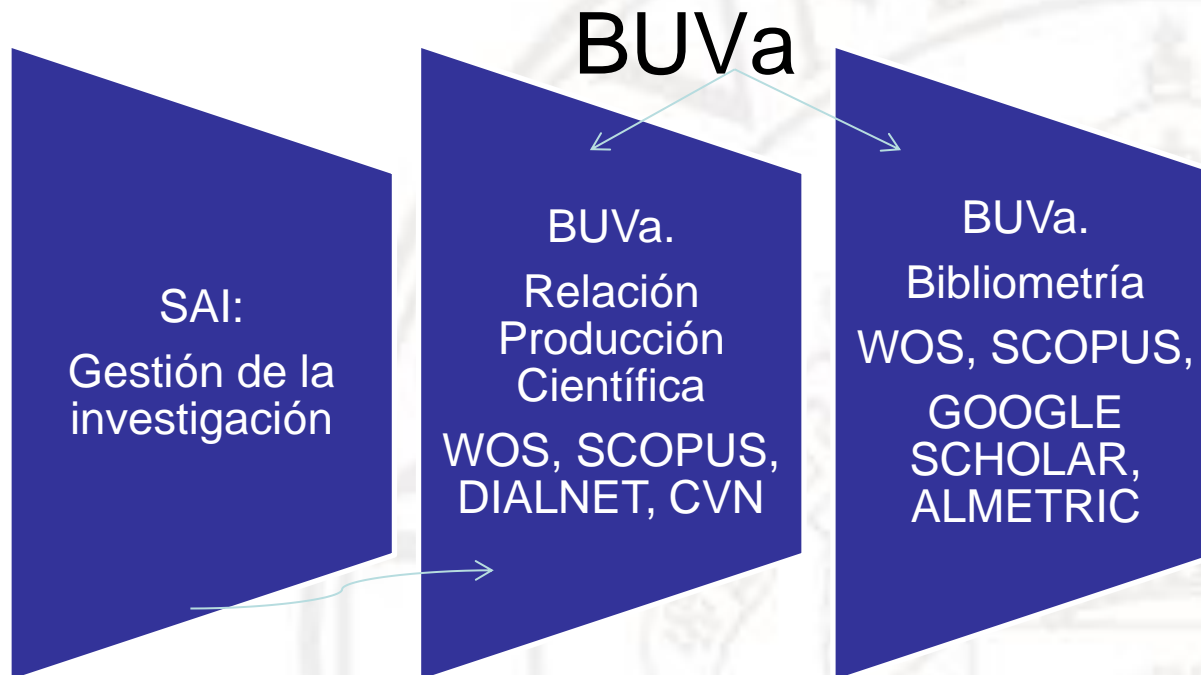 BUVa
SAI:
Gestión de la
investigación
BUVa.
Relación
Producción
Científica
WOS, SCOPUS,
DIALNET, CVN
BUVa.
Bibliometría
WOS, SCOPUS,
GOOGLE
SCHOLAR,
ALMETRIC